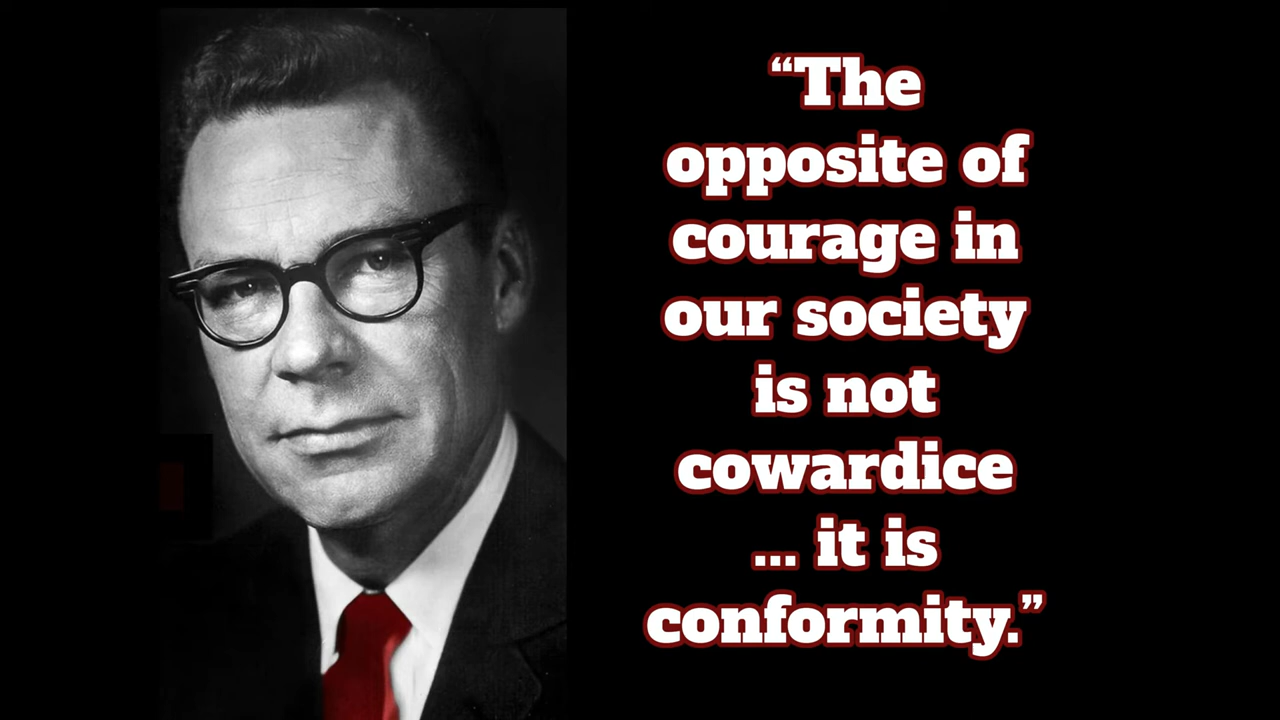 “The
opposite of
courage in
our society
is not
cowardice
... it is
conformity.”